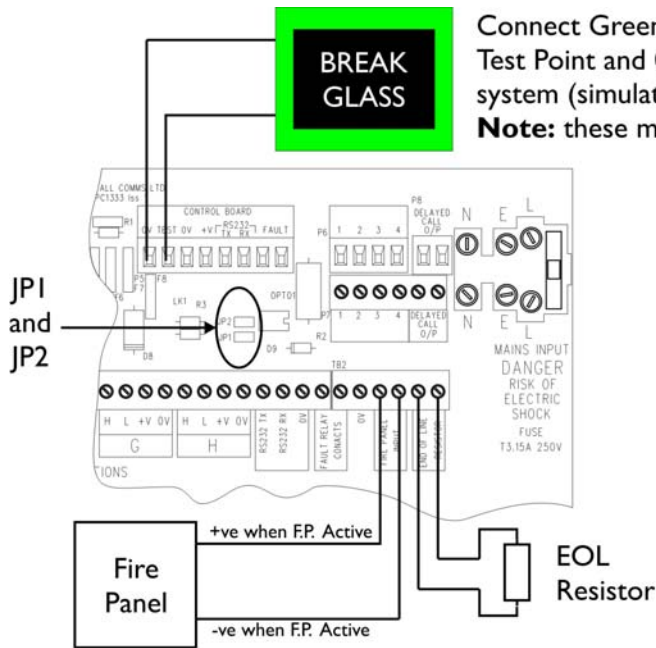 Connect Green
Test Point and
system (simulat
Note: these m
BREAK
GLASS
ALL COMMS LTD
PC1333 Iss
R1
CONTROL BOARD
0V TEST 0V +V RS232 FAULT
TX RX
P8
DELAYED
CALL
O/P
P6 1 2 3 4
N E L
P5 F8
F7
F6
LK1
R3
OPTO1
JP1
and
JP2
JP2
JP1
D8
D9
R2
P7
1 2 3 4 DELAYED
CALL
O/P
N E L
MAINS INPUT
DANGER
RISK OF
ELECTRIC
SHOCK
FUSE
T3.15A 250V
TB2
H L +V 0V H L +V 0V
G H
RS232 TX
RS232 RX
0V
FAULT RELAY
CONACTS
0V
FIRE PANEL
INPUT
END OF LINE
RESISTOR
TIONS
+ve when F.P. Active
Fire
Panel
-ve when F.P. Active
EOL
Resistor